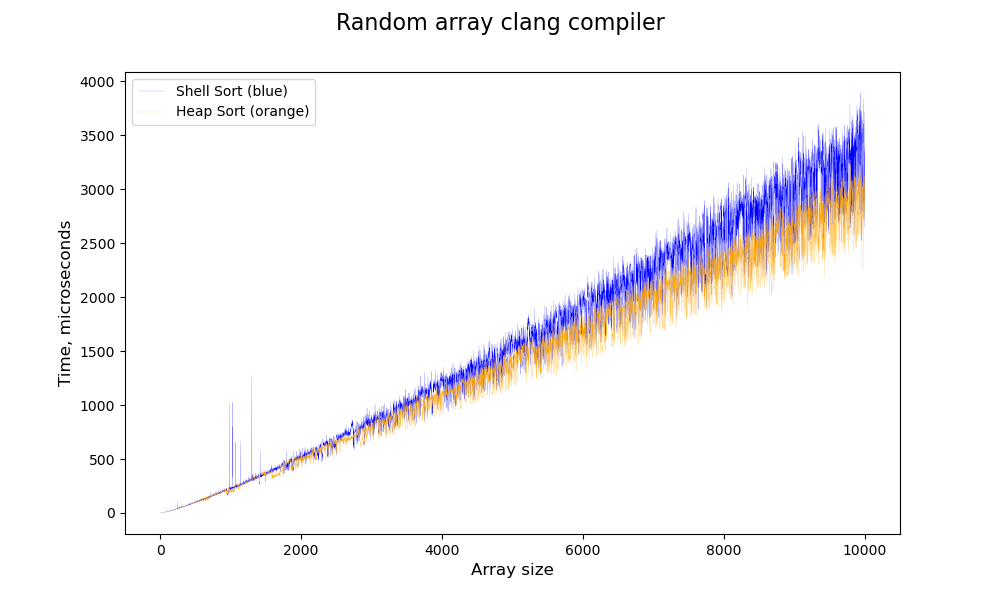 Random array clang compiler
Shell Sort (blue)
Heap Sort (orange)
Time, microseconds
4000
3500
3000
2500
2000
1500
1000
500
0
0 2000 4000 6000 8000 10000
Array size